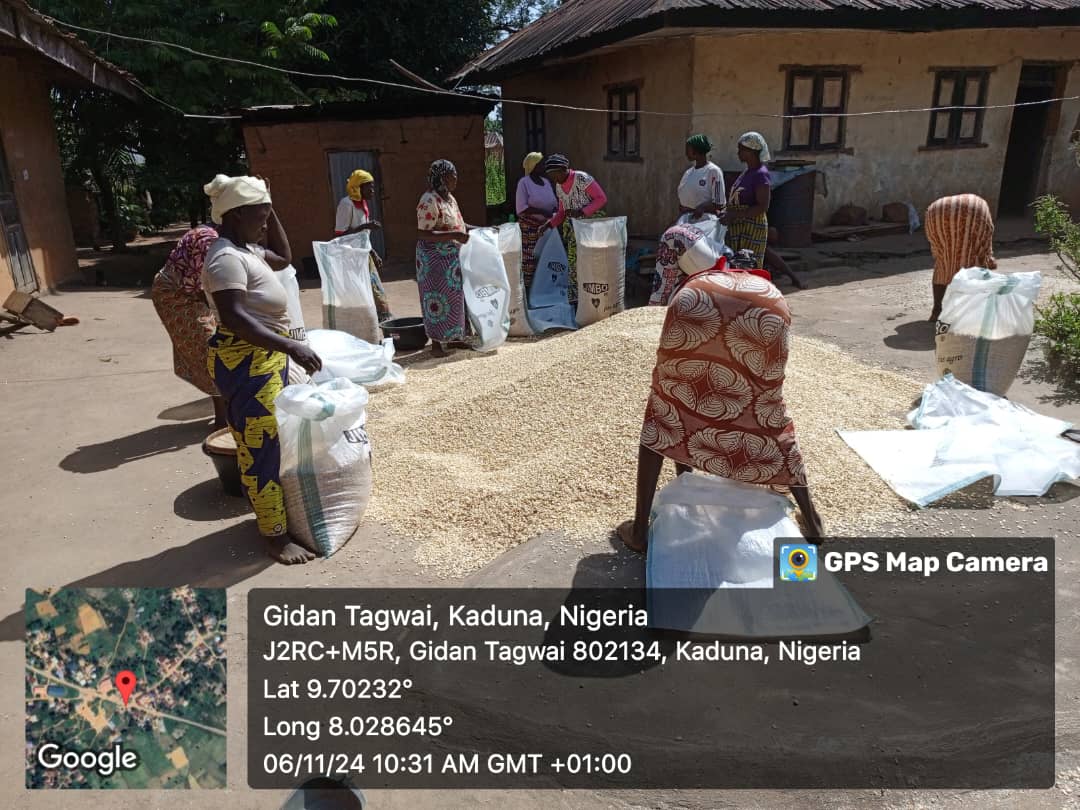 GPS Map Camera
Gidan Tagwai, Kaduna, Nigeria
J2RC+M5R, Gidan Tagwai 802134, Kaduna, Nigeria
Lat 9.70232°
Long 8.028645°
06/11/24 10:31 AM GMT +01:00
Google